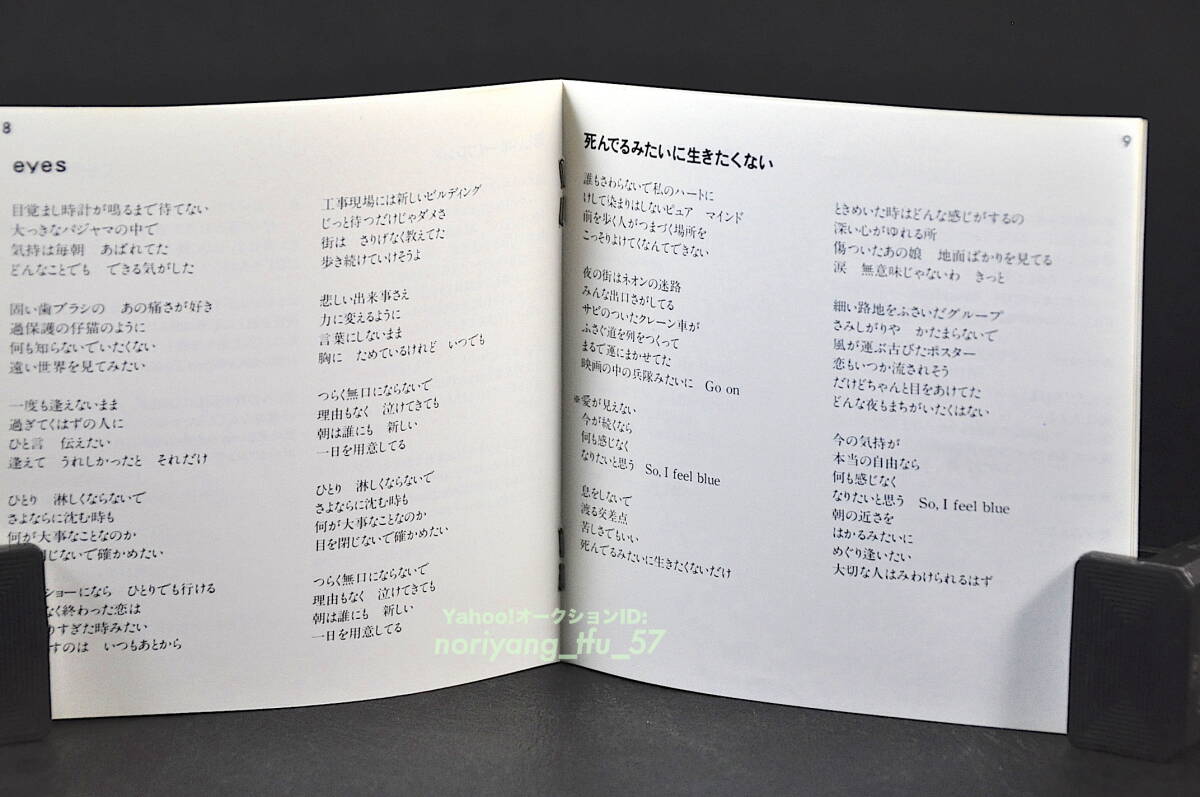 8
eyes
目覚まし時計が鳴るまで待てない
大っきなパジャマの中で
気持は毎朝　あばれてた
どんなことでも　できる気がした
固い歯ブラシの　あの痛さが好き
過保護の仔猫のように
何も知らないでいたくない
遠い世界を見てみたい
一度も逢えないまま
過ぎてくはずの人に
ひと言　伝えたい
逢えて　うれしかったと　それだけ
ひとり　淋しくならないで
さよならに沈む時も
何が大事なことなのか
閉じないで確かめたい
ショーになら　ひとりでも行ける
なく終わった恋は
りすぎた時みたい
すのは　いつもあとから
工事現場には新しいビルディング
じっと待つだけじゃダメさ
街は　さりげなく教えてた
歩き続けていけそうよ
悲しい出来事さえ
力に変えるように
言葉にしないまま
胸に　ためているけれど　いつでも
つらく無口にならないで
理由もなく　泣けてきても
朝は誰にも　新しい
一日を用意してる
ひとり　淋しくならないで
さよならに沈む時も
何が大事なことなのか
目を閉じないで確かめたい
つらく無口にならないで
理由もなく　泣けてきても
朝は誰にも　新しい
一日を用意してる
9
死んでるみたいに生きたくない
誰もさわらないで私のハートに
けして染まりはしないピュア　マインド
前を歩く人がつまづく場所を
こっそりよけてくなんてできない
夜の街はネオンの迷路
みんな出口さがしてる
サビのついたクレーン車が
ふさぐ道を列をつくって
まるで運にまかせてた
映画の中の兵隊みたいに　Go on
※愛が見えない
今が続くなら
何も感じなく
なりたいと思う　So, I feel blue
息をしないで
渡る交差点
苦しさでもいい
死んでるみたいに生きたくないだけ
ときめいた時はどんな感じがするの
深い心がゆれる所
傷ついたあの娘　地面ばかりを見てる
涙　無意味じゃないわ　きっと
細い路地をふさいだグループ
さみしがりや　かたまらないで
風が運ぶ古びたポスター
恋もいつか流されそう
だけどちゃんと目をあけてた
どんな夜もまちがいたくはない
今の気持が
本当の自由なら
何も感じなく
なりたいと思う　So, I feel blue
朝の近さを
はかるみたいに
めぐり逢いたい
大切な人はみわけられるはず
Yahoo!オークションID:
noriyang_tfu_57